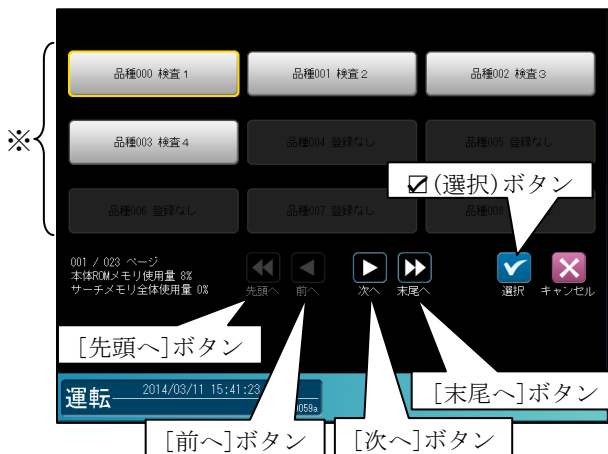 品種000 検査1
品種001 検査2
品種002 検査3
※
品種003 検査4
品種004 登録なし
品種005 登録なし
☑(選択)ボタン
品種006 登録なし
品種007 登録なし
品種008
001 / 023 ページ
本体ROMメモリ使用量 8%
サーチメモリ全体使用量 0%
先頭へ
前へ
次へ
末尾へ
選択
キャンセル
[先頭へ]ボタン
[末尾へ]ボタン
運転
2014/03/11 15:41:23
059a
[前へ]ボタン
[次へ]ボタン